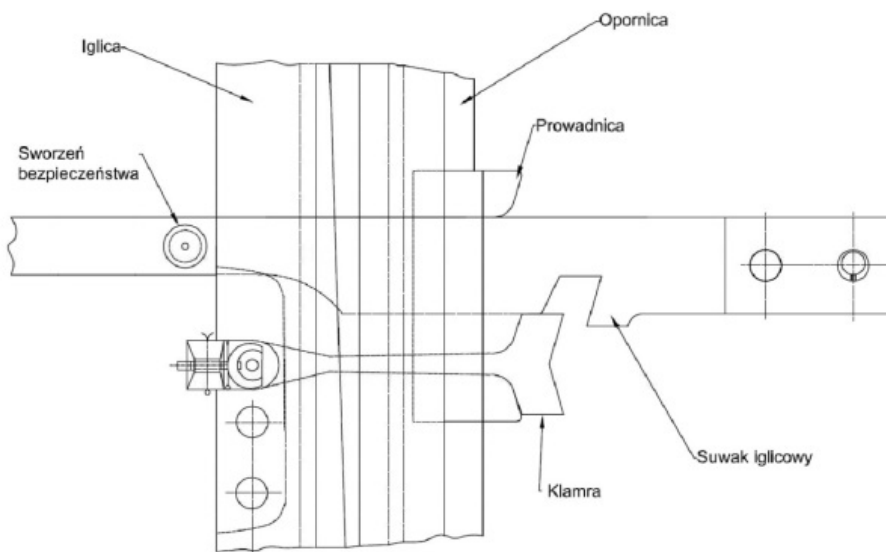 Opornica
Iglica
Prowadnica
Sworzeń
bezpieczeństwa
Suwak iglicowy
Klamra